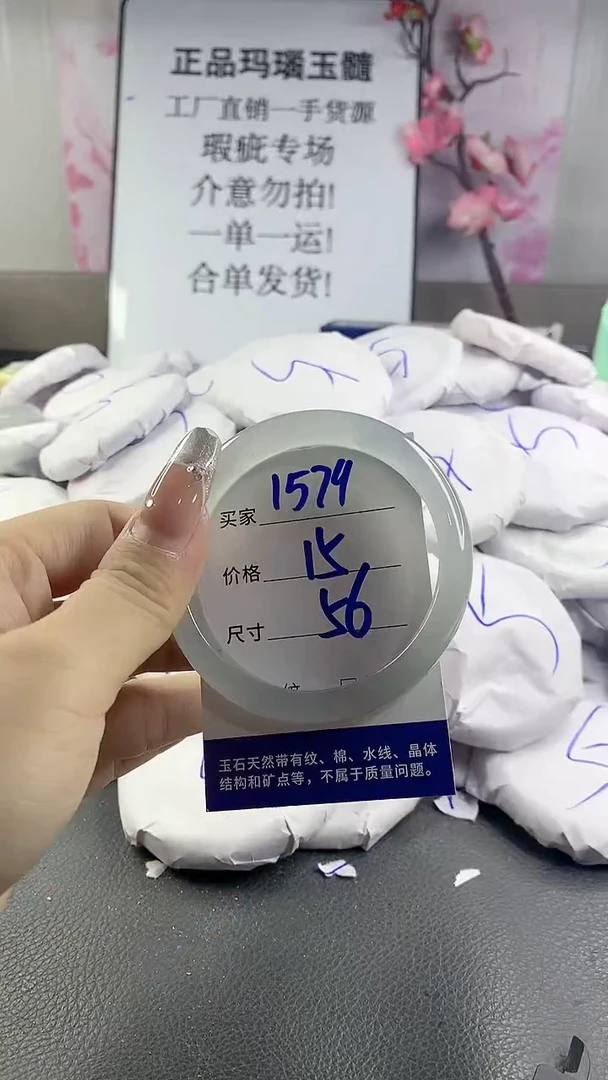 正品玛瑙玉髓
工厂直销一手货源
瑕疵专场
介意勿拍!
一单一运!
合单发货!
买家 1574
价格 15
尺寸 56
玉石天然带有纹、棉、水线、晶体
结构和矿点等，不属于质量问题。